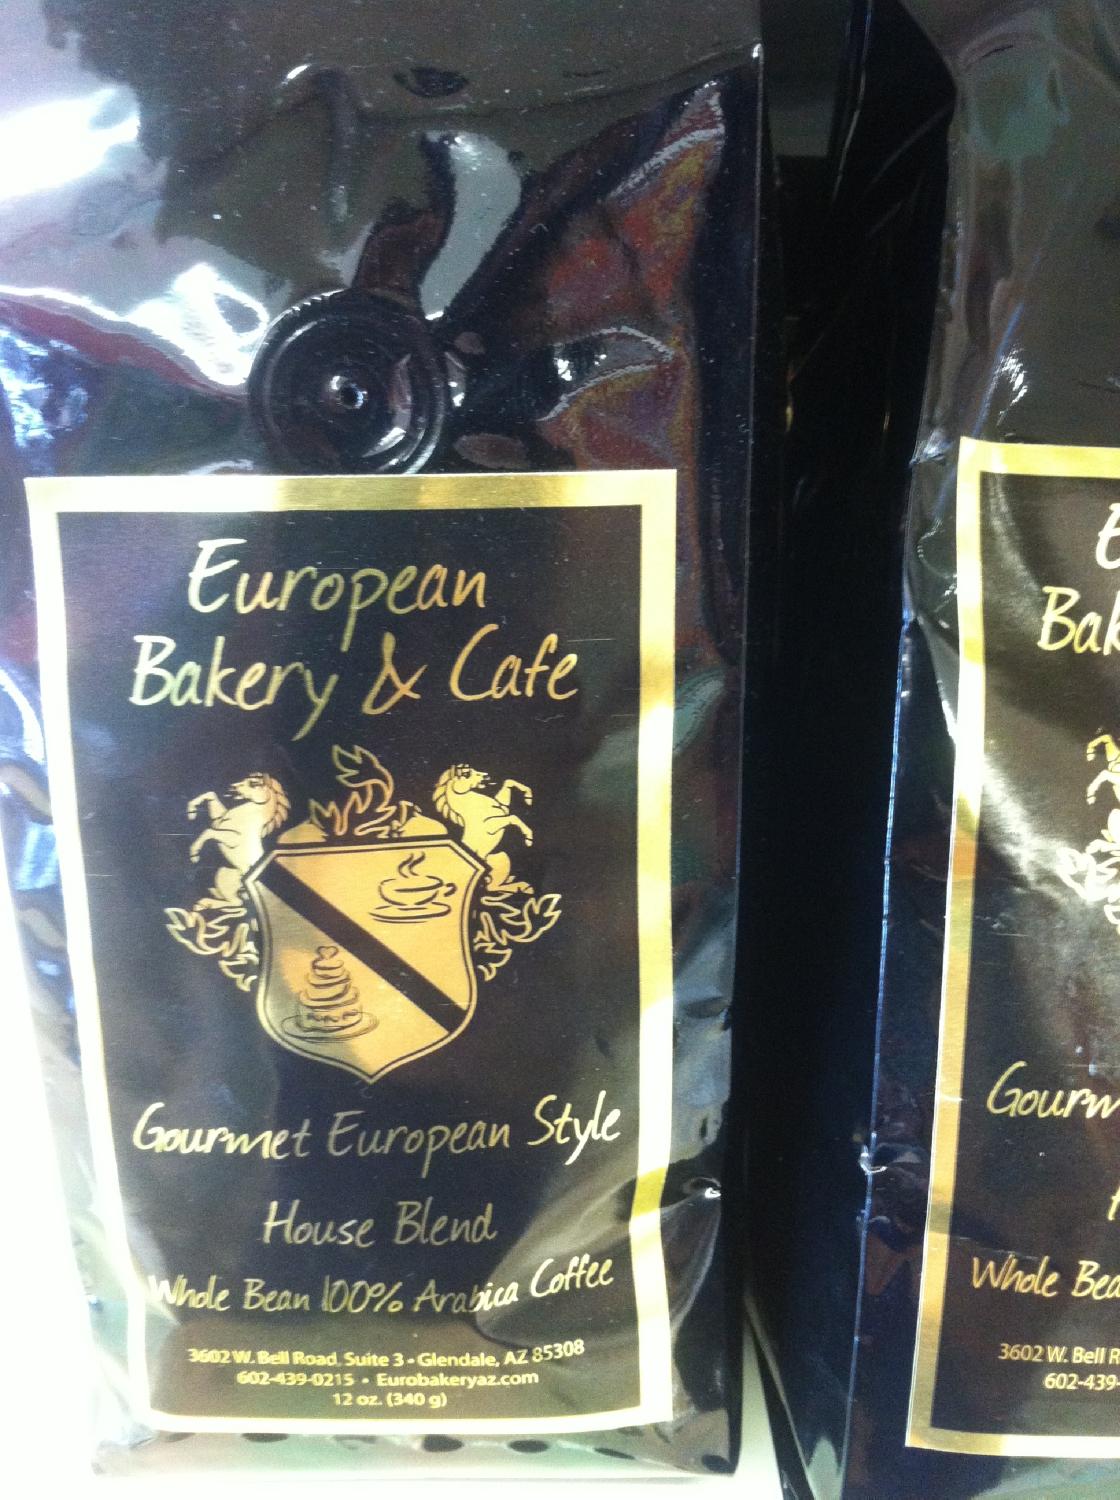 European
Bakery & Cafe
Gourmet European Style
House Blend
Whole Bean 100% Arabica Coffee
3602 W. Bell Road, Suite 3 • Glendale, AZ 85308
602-439-0215 • Eurobakeryaz.com
12 oz. (340 g)
E
Bak
Gourm
Whole Bea
3602 W. Bell R
602-439-